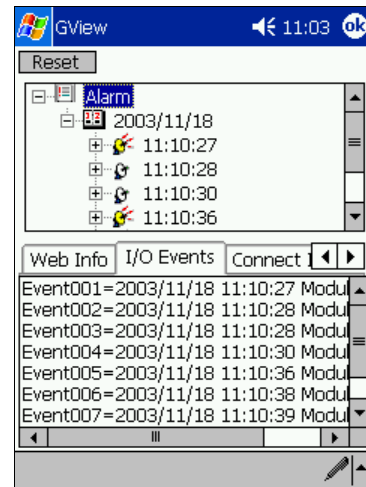 GView 11:03 ok
Reset
Alarm
2003/11/18
11:10:27
11:10:28
11:10:30
11:10:36
Web Info I/O Events Connect
Event001=2003/11/18 11:10:27 Modul
Event002=2003/11/18 11:10:28 Modul
Event003=2003/11/18 11:10:28 Modul
Event004=2003/11/18 11:10:30 Modul
Event005=2003/11/18 11:10:36 Modul
Event006=2003/11/18 11:10:38 Modul
Event007=2003/11/18 11:10:39 Modul